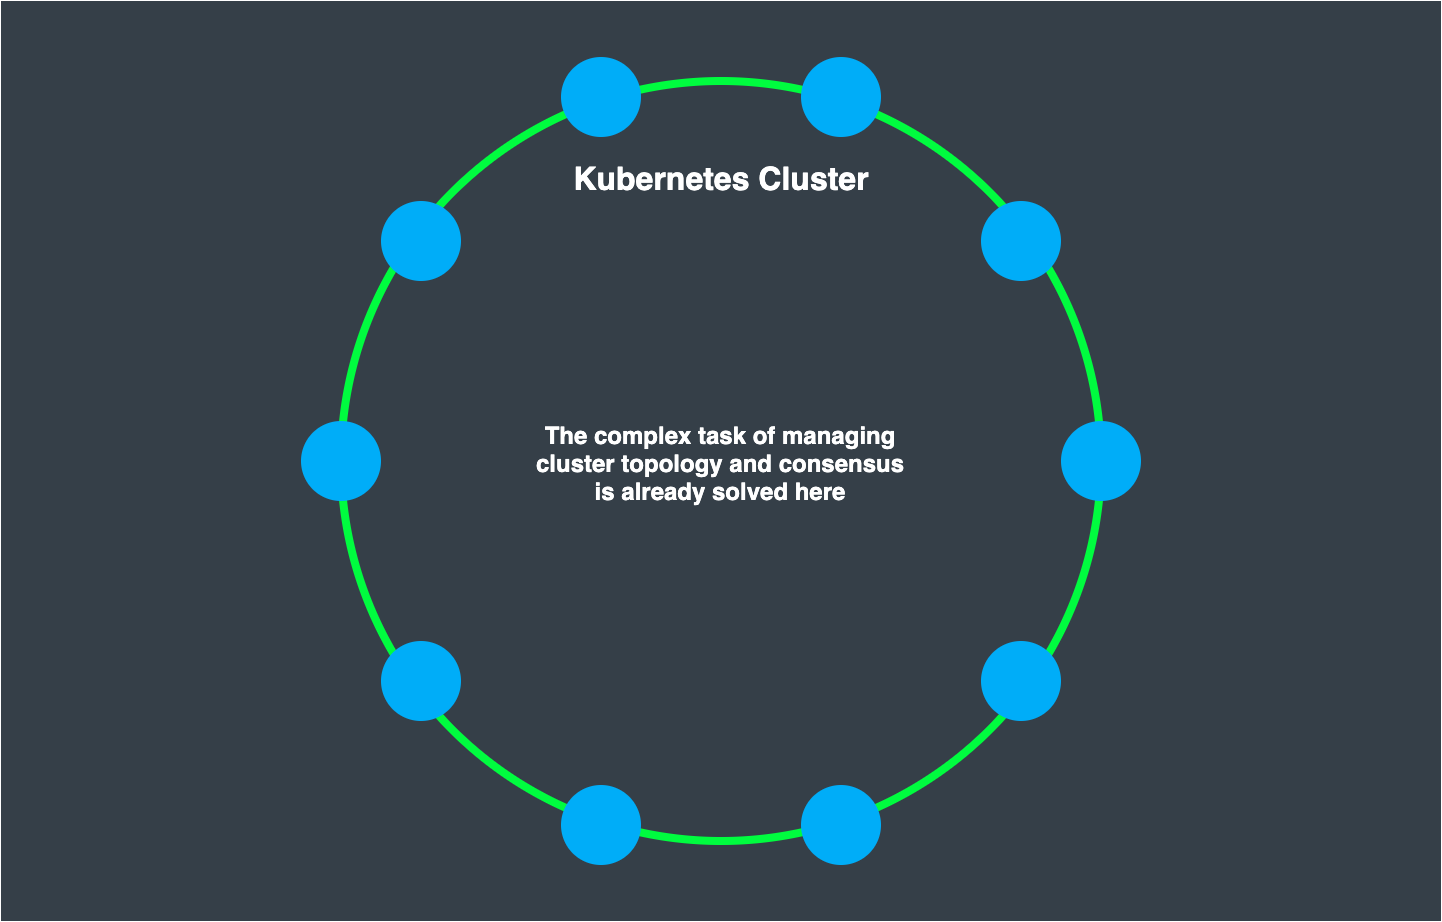 Kubernetes Cluster
The complex task of managing
cluster topology and consensus
is already solved here